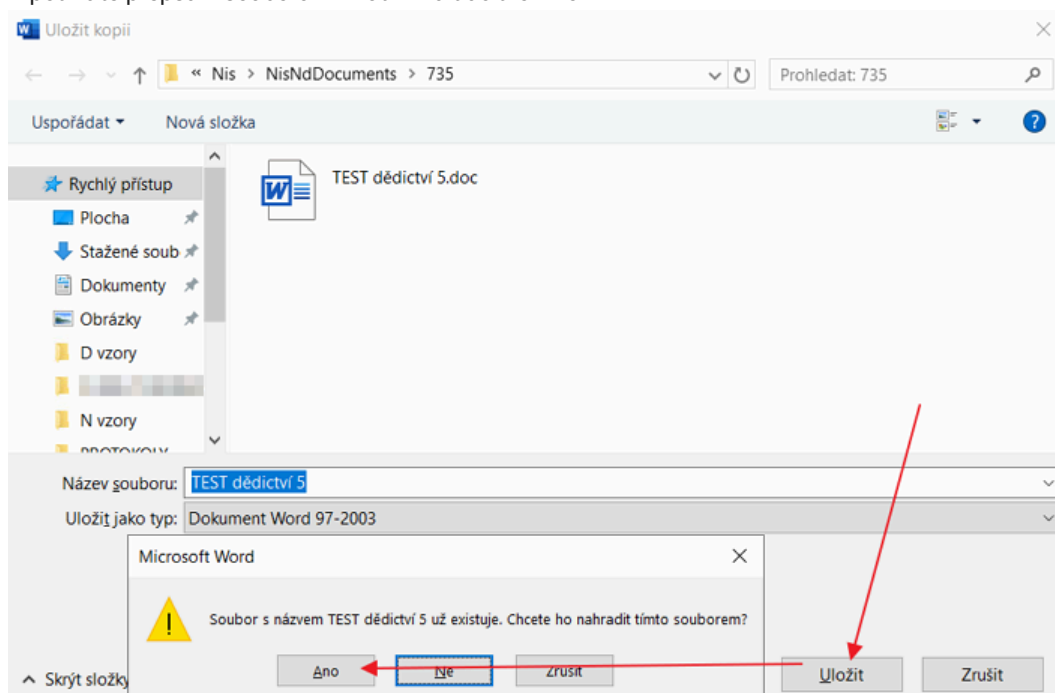 Uložit kopii
« Nis > NisNdDocuments > 735
Prohledat: 735
Uspořádat
Nová složka
Rychlý přístup
Plocha
Stažené soub
Dokumenty
Obrázky
D vzory
N vzory
TEST dědictví 5.doc
Název souboru: TEST dědictví 5
Uložit jako typ: Dokument Word 97-2003
Microsoft Word
Soubor s názvem TEST dědictví 5 už existuje. Chcete ho nahradit tímto souborem?
Ano
Ne
Zrušit
Skrýt složky
Uložit
Zrušit